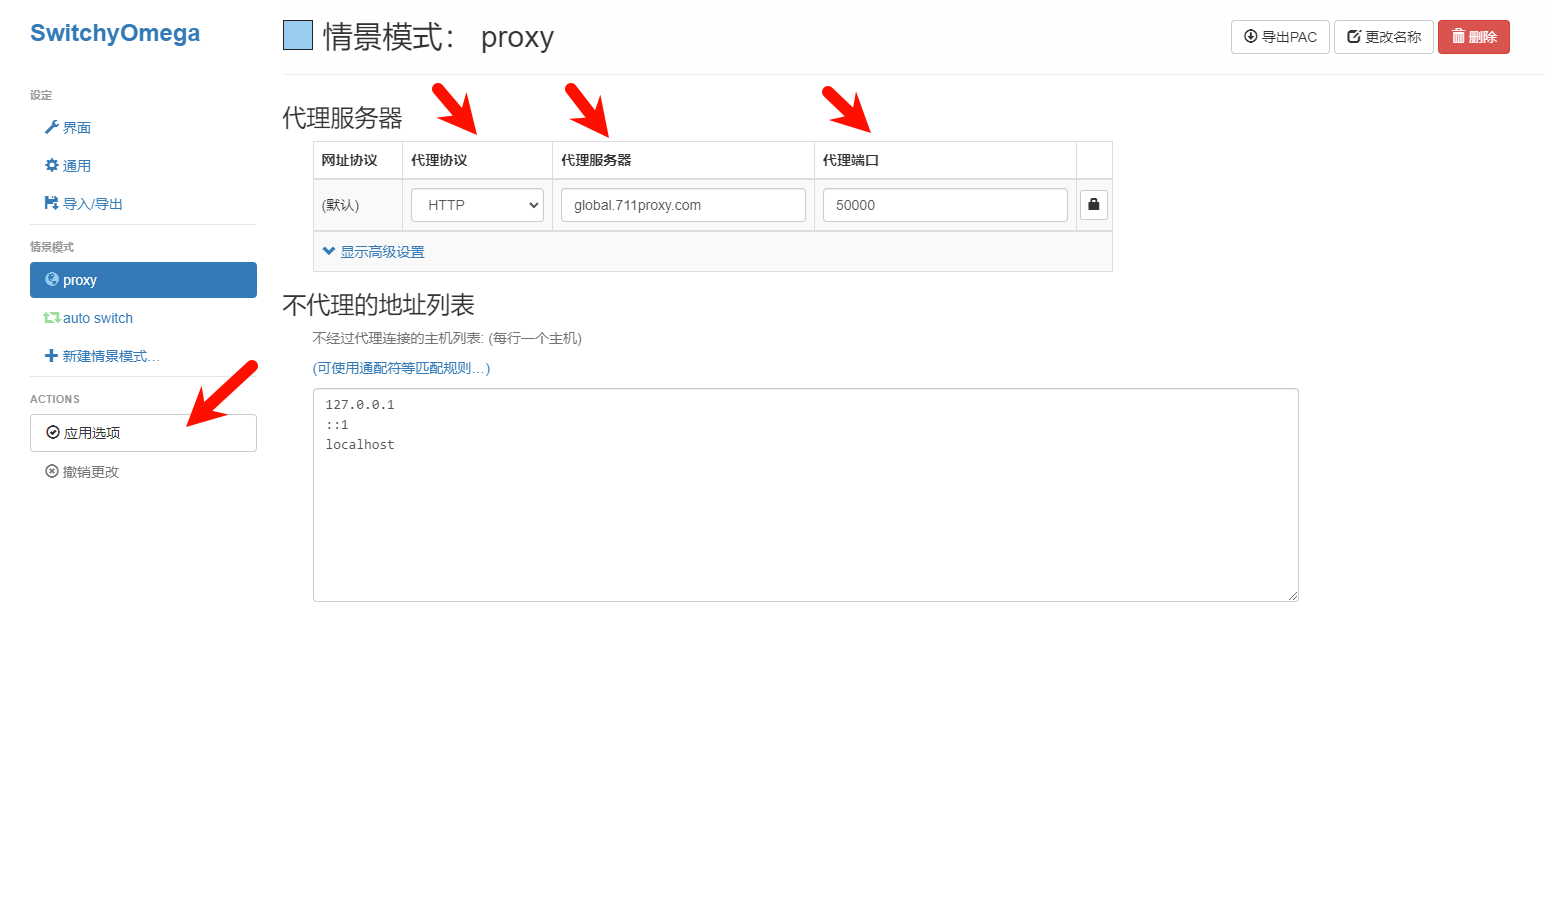 SwitchyOmega
设定
界面
通用
导入/导出
情景模式
proxy
auto switch
新建情景模式…
ACTIONS
应用选项
撤销更改
情景模式： proxy
导出PAC 更改名称 删除
代理服务器
网址协议 代理协议 代理服务器 代理端口
(默认) HTTP global.711proxy.com 50000
显示高级设置
不代理的地址列表
不经过代理连接的主机列表: (每行一个主机)
(可使用通配符等匹配规则…)
127.0.0.1
::1
localhost